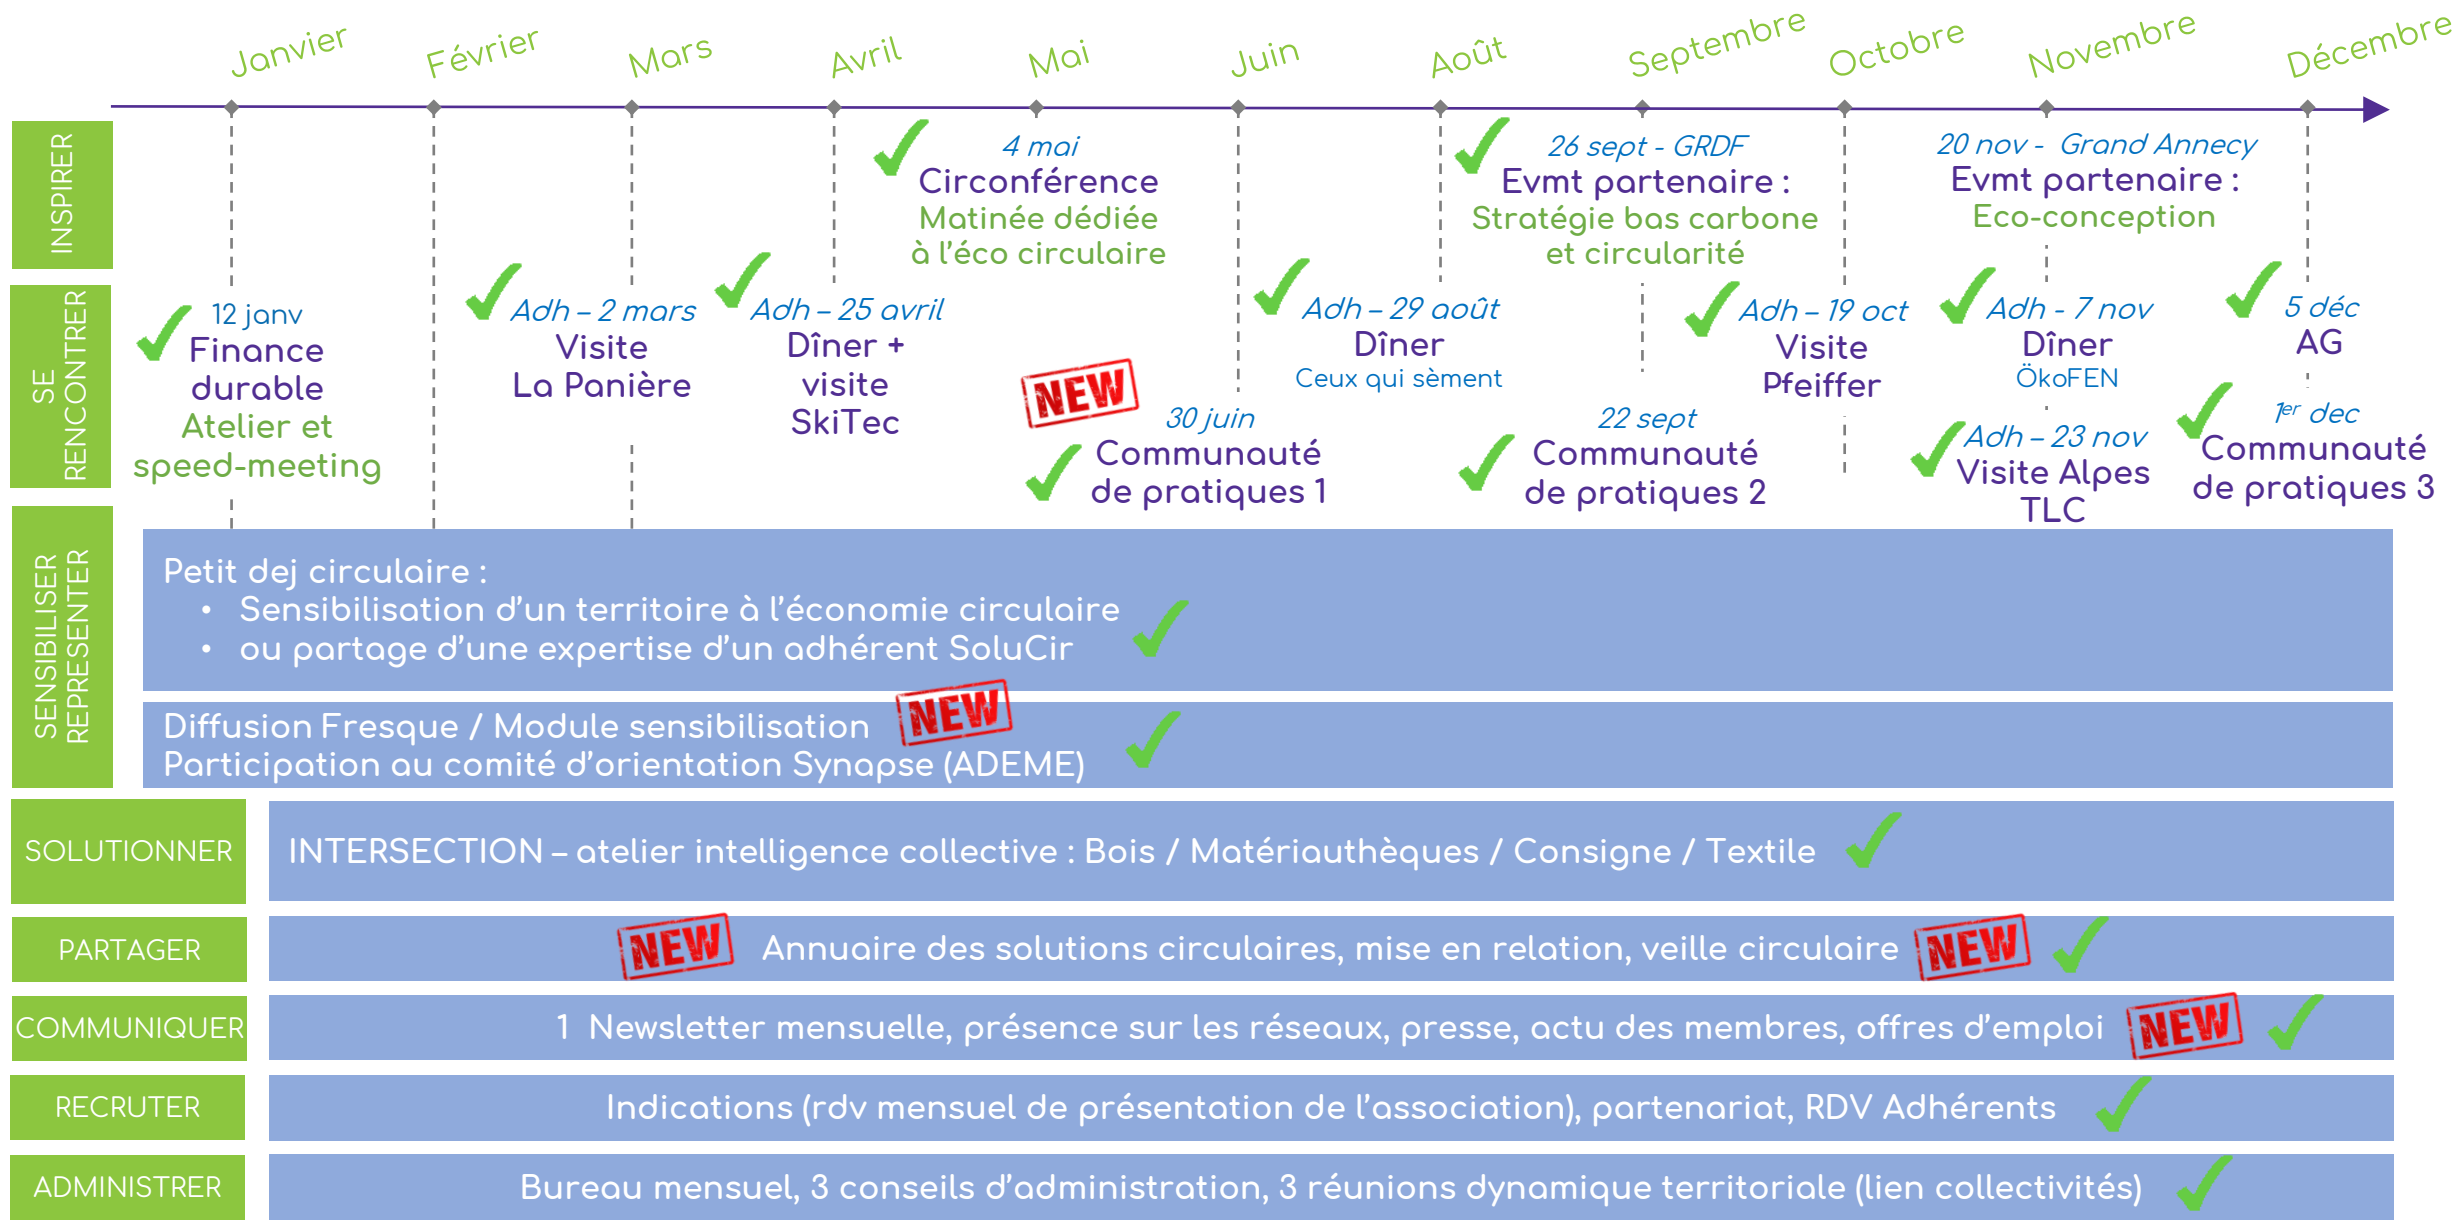 Janvier
Février
Mars
Avril
Mai
Juin
Août
Septembre
Octobre
Novembre
Décembre
INSPIRER
4 mai
Circonférence
Matinée dédiée
à l'éco circulaire
26 sept - GRDF
Evmt partenaire :
Stratégie bas carbone
et circularité
20 nov - Grand Annecy
Evmt partenaire :
Eco-conception
SE
RENCONTRER
12 janv
Finance
durable
Atelier et
speed-meeting
Adh – 2 mars
Visite
La Panière
Adh – 25 avril
Dîner +
visite
SkiTec
NEW
30 juin
Communauté
de pratiques 1
Adh – 29 août
Dîner
Ceux qui sèment
22 sept
Communauté
de pratiques 2
Adh – 19 oct
Visite
Pfeiffer
Adh - 7 nov
Dîner
ÖkoFEN
Adh – 23 nov
Visite Alpes
TLC
5 déc
AG
1er dec
Communauté
de pratiques 3
SENSIBILISER
REPRESENTER
Petit dej circulaire :
• Sensibilisation d'un territoire à l'économie circulaire
• ou partage d'une expertise d'un adhérent SoluCir
Diffusion Fresque / Module sensibilisation NEW
Participation au comité d'orientation Synapse (ADEME)
SOLUTIONNER
INTERSECTION – atelier intelligence collective : Bois / Matériauthèques / Consigne / Textile
PARTAGER
NEW Annuaire des solutions circulaires, mise en relation, veille circulaire NEW
COMMUNIQUER
1 Newsletter mensuelle, présence sur les réseaux, presse, actu des membres, offres d'emploi NEW
RECRUTER
Indications (rdv mensuel de présentation de l'association), partenariat, RDV Adhérents
ADMINISTRER
Bureau mensuel, 3 conseils d'administration, 3 réunions dynamique territoriale (lien collectivités)